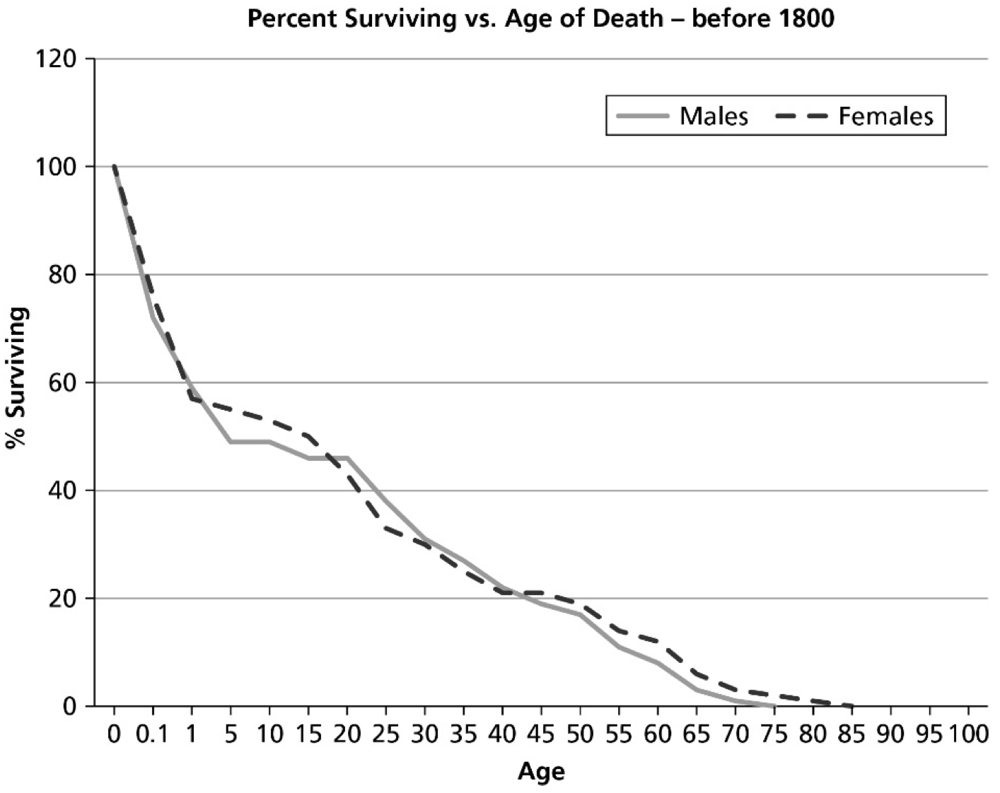 Percent Surviving vs. Age of Death – before 1800
120
Males Females
100
80
60
40
20
0
% Surviving
0 0.1 1 5 10 15 20 25 30 35 40 45 50 55 60 65 70 75 80 85 90 95 100
Age